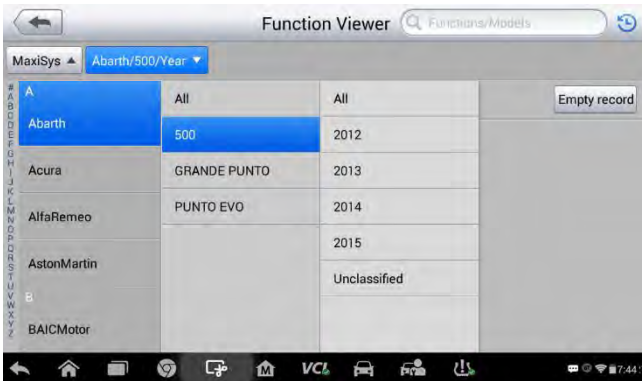 Function Viewer
Functions/Models
MaxiSys ▲
Abarth/500/Year ▼
#
A
B
C
D
E
F
G
H
I
J
K
L
M
N
O
P
Q
R
S
T
U
V
W
X
Y
Z
A
Abarth
Acura
AlfaRomeo
AstonMartin
B
BAICMotor
All
500
GRANDE PUNTO
PUNTO EVO
All
2012
2013
2014
2015
Unclassified
Empty record
M
VCI
7:44